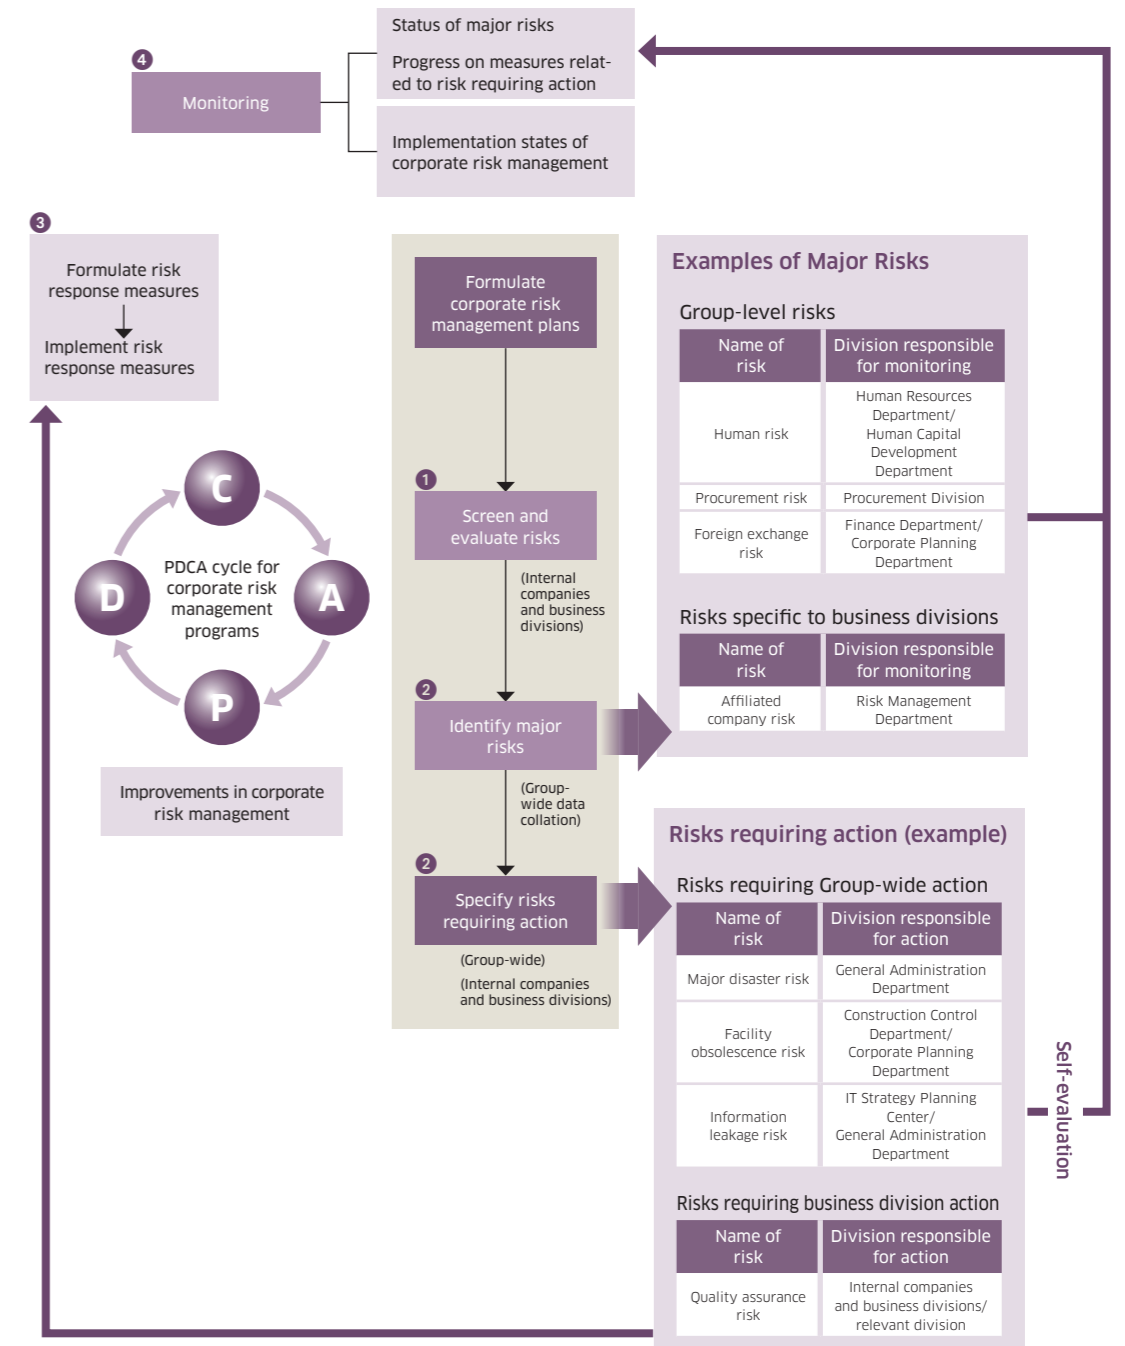 4
Monitoring
Status of major risks
Progress on measures relat-
ed to risk requiring action
Implementation states of
corporate risk management
3
Formulate risk
response measures
Implement risk
response measures
C
D
A
P
PDCA cycle for
corporate risk
management
programs
Improvements in corporate
risk management
Formulate
corporate risk
management plans
1
Screen and
evaluate risks
(Internal
companies
and business
divisions)
2
Identify major
risks
(Group-
wide data
collation)
2
Specify risks
requiring action
(Group-wide)
(Internal companies
and business divisions)
Examples of Major Risks
Group-level risks
Name of
risk
Division responsible
for monitoring
Human risk
Human Resources
Department/
Human Capital
Development
Department
Procurement risk
Procurement Division
Foreign exchange
risk
Finance Department/
Corporate Planning
Department
Risks specific to business divisions
Name of
risk
Division responsible
for monitoring
Affiliated
company risk
Risk Management
Department
Risks requiring action (example)
Risks requiring Group-wide action
Name of
risk
Division responsible
for action
Major disaster risk
General Administration
Department
Facility
obsolescence risk
Construction Control
Department/
Corporate Planning
Department
Information
leakage risk
IT Strategy Planning
Center/
General Administration
Department
Risks requiring business division action
Name of
risk
Division responsible
for action
Quality assurance
risk
Internal companies
and business divisions/
relevant division
Self-evaluation